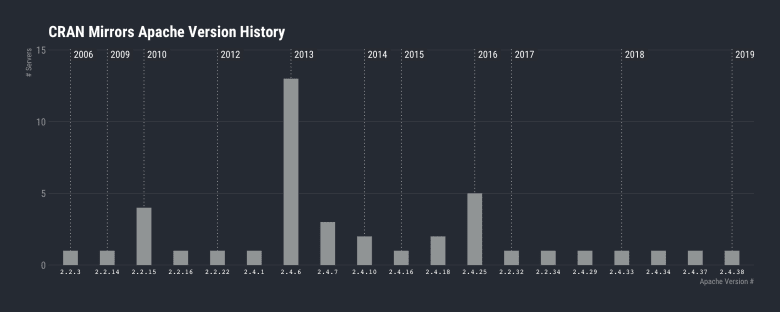 CRAN Mirrors Apache Version History
# Servers
15
10
5
0
2006 2009 2010 2012 2013 2014 2015 2016 2017 2018 2019
2.2.3 2.2.14 2.2.15 2.2.16 2.2.22 2.4.1 2.4.6 2.4.7 2.4.10 2.4.16 2.4.18 2.4.25 2.2.32 2.2.34 2.4.29 2.4.33 2.4.34 2.4.37 2.4.38
Apache Version #